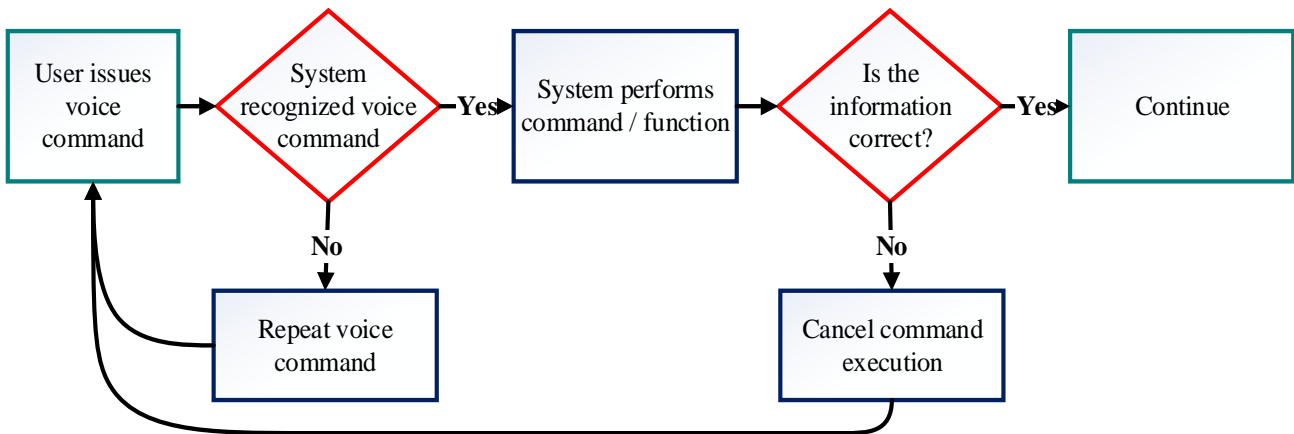 User issues
voice
command
System
recognized voice
command
Yes
System performs
command / function
Is the
information
correct?
Yes
Continue
No
No
Repeat voice
command
Cancel command
execution